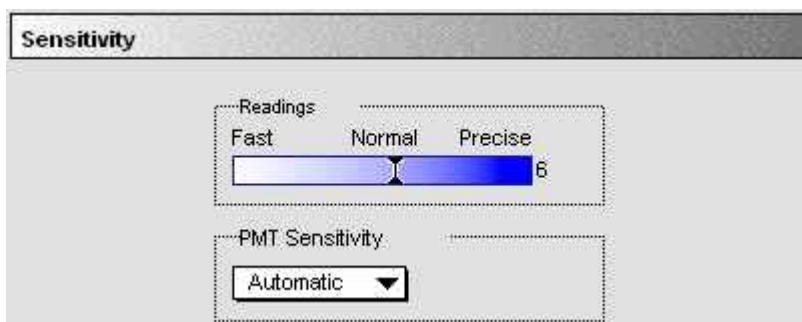 Sensitivity
Readings
Fast Normal Precise
6
PMT Sensitivity
Automatic